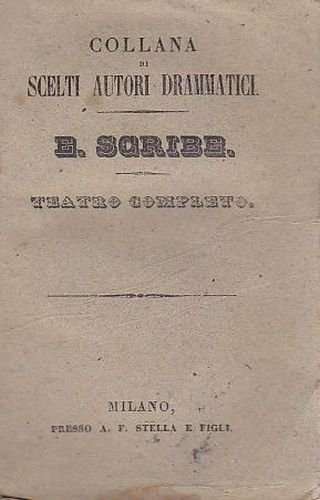 COLLANA
DI
SCELTI AUTORI DRAMMATICI.
E. SCRIBE.
TEATRO COMPLETO.
MILANO,
PRESSO A. F. STELLA E FIGLI.